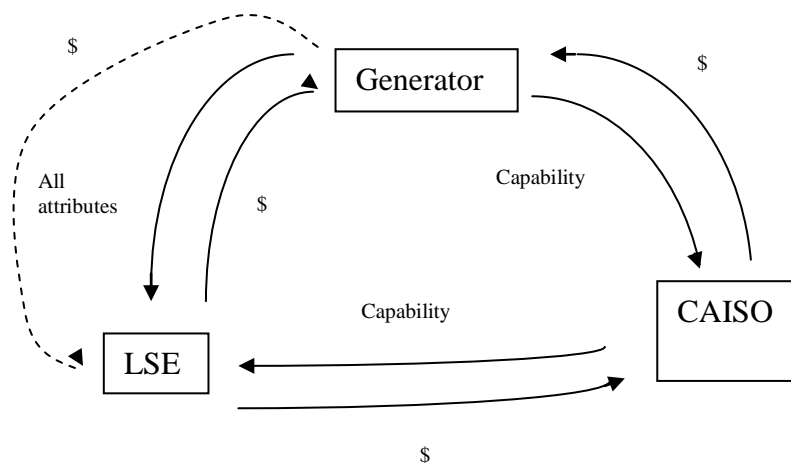 $
$
Generator
All
attributes
Capability
$
Capability
CAISO
LSE
$